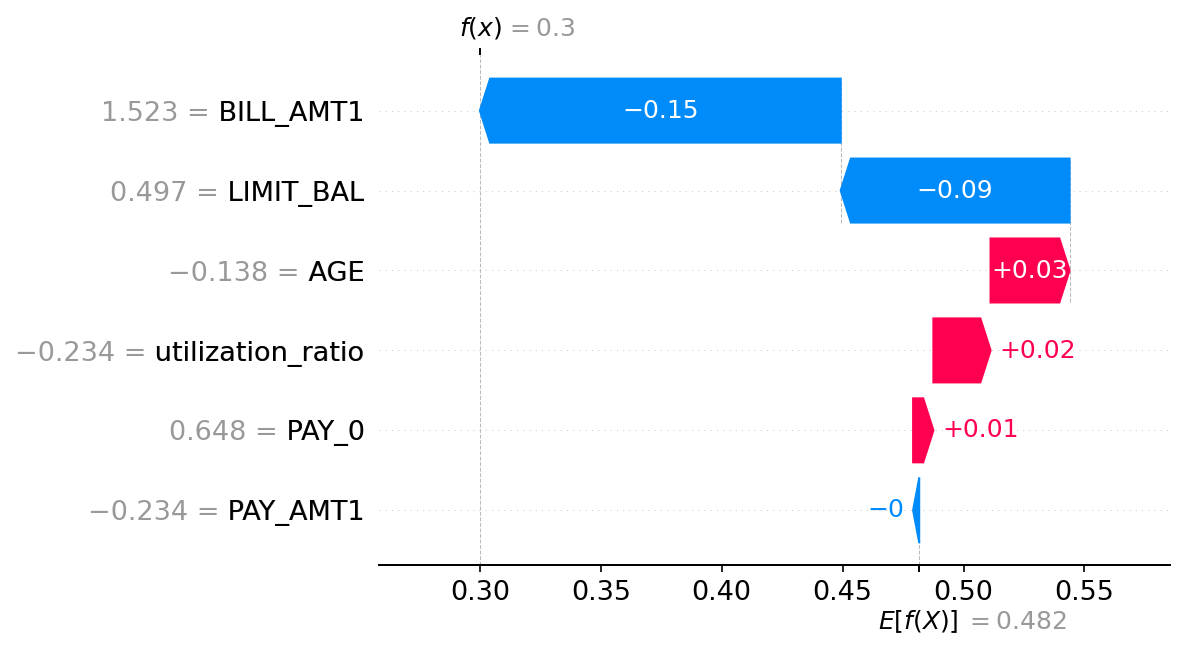 f(x) = 0.3
1.523 = BILL_AMT1
−0.15
0.497 = LIMIT_BAL
−0.09
−0.138 = AGE
+0.03
−0.234 = utilization_ratio
+0.02
0.648 = PAY_0
+0.01
−0.234 = PAY_AMT1
−0
0.30 0.35 0.40 0.45 0.50 0.55
E[f(X)] = 0.482